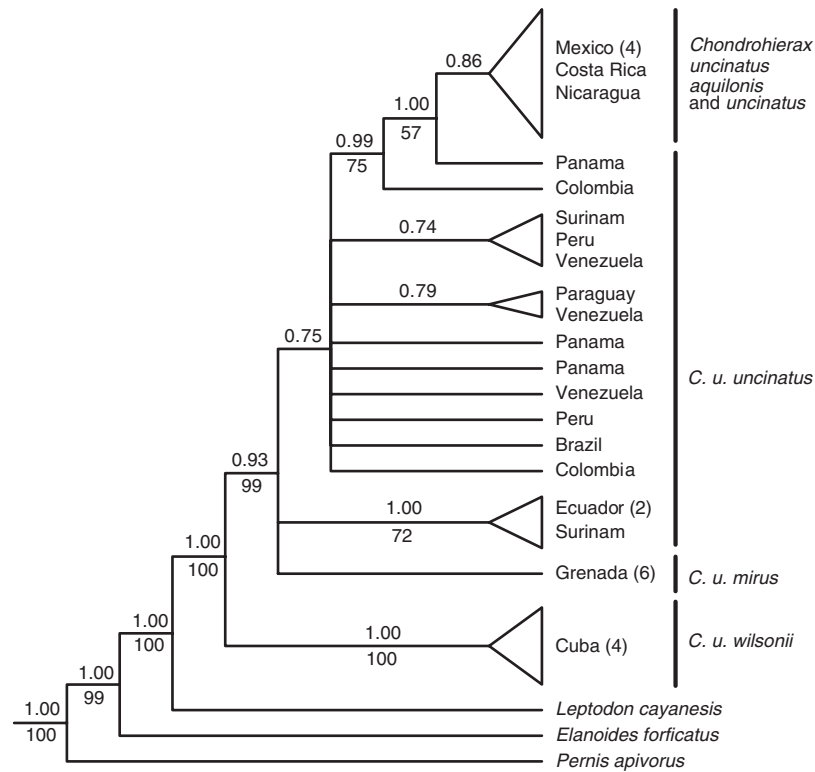 0.86
Mexico (4)
Costa Rica
Nicaragua
Chondrohierax
uncinatus
aquilonis
and uncinatus
1.00
57
0.99
75
Panama
Colombia
0.74
Surinam
Peru
Venezuela
0.79
Paraguay
Venezuela
0.75
Panama
Panama
Venezuela
Peru
Brazil
Colombia
C. u. uncinatus
0.93
99
1.00
72
Ecuador (2)
Surinam
Grenada (6)
C. u. mirus
1.00
100
1.00
100
Cuba (4)
C. u. wilsonii
1.00
100
1.00
99
1.00
100
Leptodon cayanesis
Elanoides forficatus
Pernis apivorus